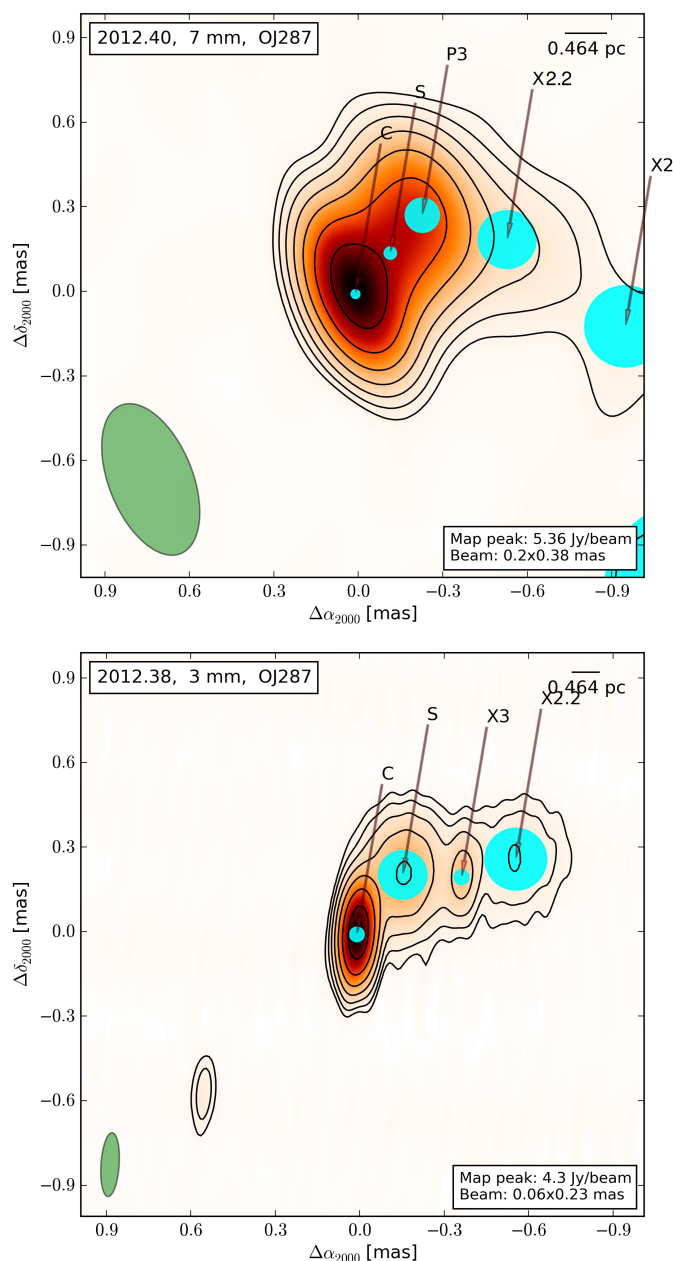 2012.40, 7 mm, OJ287
0.464 pc
P3
X2.2
S
C
X2
0.9
0.6
0.3
0.0
−0.3
−0.6
−0.9
Δδ2000 [mas]
Map peak: 5.36 Jy/beam
Beam: 0.2x0.38 mas
0.9 0.6 0.3 0.0 −0.3 −0.6 −0.9
Δα2000 [mas]
2012.38, 3 mm, OJ287
0.464 pc
X2.2
S
X3
C
0.9
0.6
0.3
0.0
−0.3
−0.6
−0.9
Δδ2000 [mas]
Map peak: 4.3 Jy/beam
Beam: 0.06x0.23 mas
0.9 0.6 0.3 0.0 −0.3 −0.6 −0.9
Δα2000 [mas]